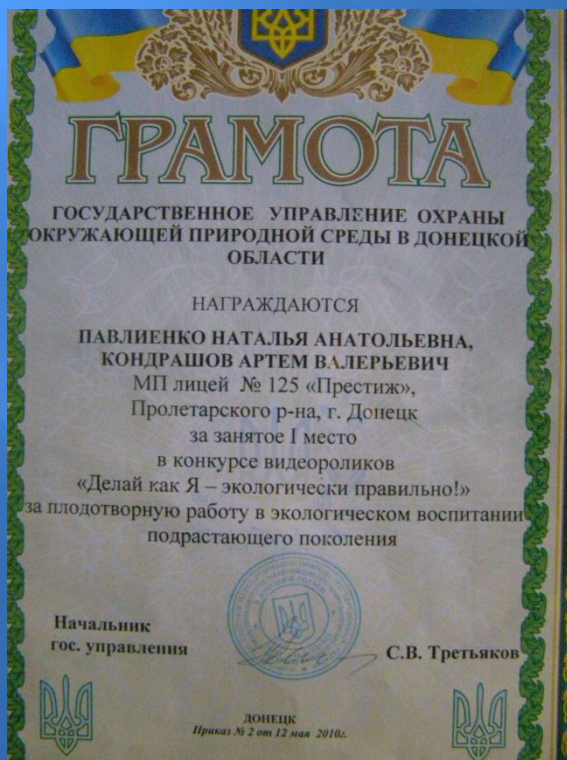 ГРАМОТА
ГОСУДАРСТВЕННОЕ УПРАВЛЕНИЕ ОХРАНЫ
ОКРУЖАЮЩЕЙ ПРИРОДНОЙ СРЕДЫ В ДОНЕЦКОЙ
ОБЛАСТИ
НАГРАЖДАЮТСЯ
ПАВЛИЕНКО НАТАЛЬЯ АНАТОЛЬЕВНА,
КОНДРАШОВ АРТЕМ ВАЛЕРЬЕВИЧ
МП лицей № 125 «Престиж»,
Пролетарского р-на, г. Донецк
за занятое I место
в конкурсе видеороликов
«Делай как Я – экологически правильно!»
за плодотворную работу в экологическом воспитании
подрастающего поколения
Начальник
гос. управления
С.В. Третьяков
ДОНЕЦК
Приказ № 2 от 12 мая 2010г.